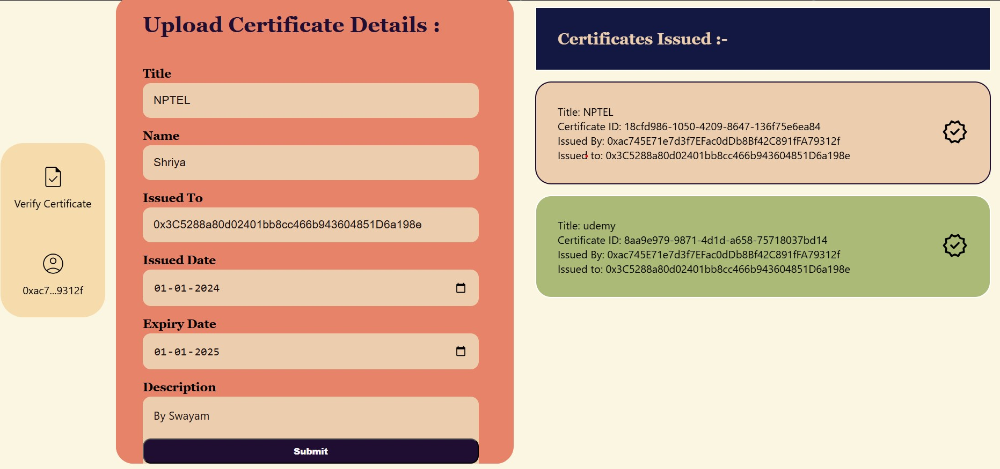 Verify Certificate
0xac7...9312f
Upload Certificate Details :
Title
NPTEL
Name
Shriya
Issued To
0x3C5288a80d02401bb8cc466b943604851D6a198e
Issued Date
01-01-2024
Expiry Date
01-01-2025
Description
By Swayam
Submit
Certificates Issued :-
Title: NPTEL
Certificate ID: 18cfd986-1050-4209-8647-136f75e6ea84
Issued By: 0xac745E71e7d3f7EFac0dDb8Bf42C891fFA79312f
Issued to: 0x3C5288a80d02401bb8cc466b943604851D6a198e
Title: udemy
Certificate ID: 8aa9e979-9871-4d1d-a658-75718037bd14
Issued By: 0xac745E71e7d3f7EFac0dDb8Bf42C891fFA79312f
Issued to: 0x3C5288a80d02401bb8cc466b943604851D6a198e